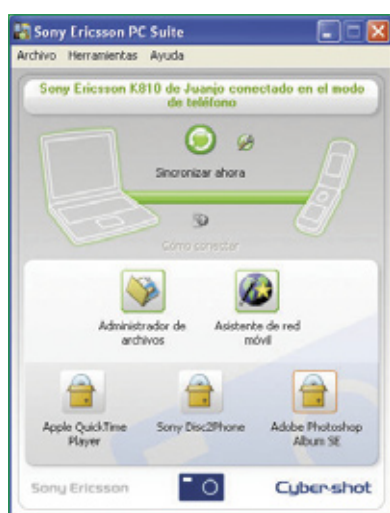 Sony Ericsson PC Suite
Archivo Herramientas Ayuda
Sony Ericsson K810 de Juanjo conectado en el modo
de teléfono
Sincronizar ahora
Cómo conectar
Administrador de
archivos
Asistente de red
móvil
Apple QuickTime
Player
Sony Disc2Phone
Adobe Photoshop
Album SE
Sony Ericsson
Cyber-shot